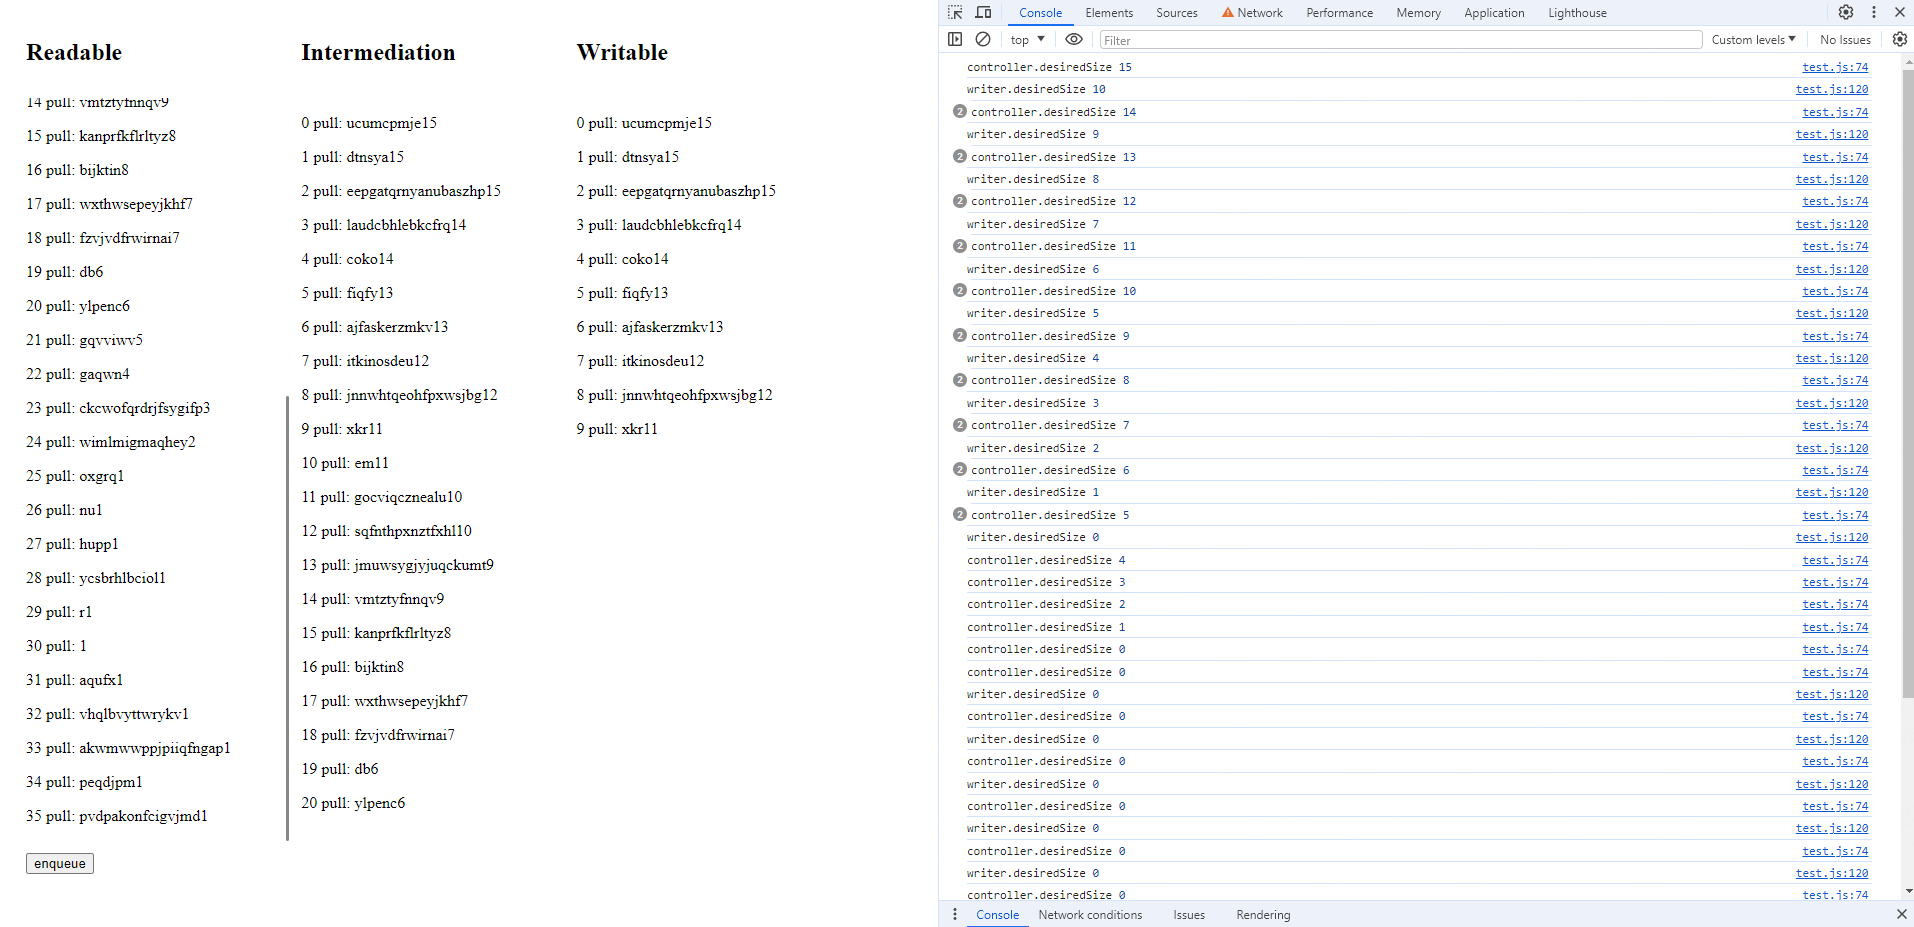 Readable
14 pull: vmtztyfnnqv9
15 pull: kanprfkflrltyz8
16 pull: bijktin8
17 pull: wxthwsepeyjkhf7
18 pull: fzvjvdfrwirnai7
19 pull: db6
20 pull: ylpenc6
21 pull: gqvviwv5
22 pull: gaqwn4
23 pull: ckcwofqrdrjfsygifp3
24 pull: wimlmigmaqhey2
25 pull: oxgrq1
26 pull: nu1
27 pull: hupp1
28 pull: ycsbrhlbciol1
29 pull: r1
30 pull: 1
31 pull: aqufx1
32 pull: vhqlbvyttwrykv1
33 pull: akwmwwppjpiiqfngap1
34 pull: peqdjpm1
35 pull: pvdpakonfcigvjmd1
enqueue
Intermediation
0 pull: ucumcpmje15
1 pull: dtnsya15
2 pull: eepgatqrnyanubaszhp15
3 pull: laudcbhlebkcfrq14
4 pull: coko14
5 pull: fiqfy13
6 pull: ajfaskerzmkv13
7 pull: itkinosdeu12
8 pull: jnnwhtqeohfpxwsjbg12
9 pull: xkr11
10 pull: em11
11 pull: gocviqcznealu10
12 pull: sqfnthpxnztfxhl10
13 pull: jmuwsygjyjuqckumt9
14 pull: vmtztyfnnqv9
15 pull: kanprfkflrltyz8
16 pull: bijktin8
17 pull: wxthwsepeyjkhf7
18 pull: fzvjvdfrwirnai7
19 pull: db6
20 pull: ylpenc6
Writable
0 pull: ucumcpmje15
1 pull: dtnsya15
2 pull: eepgatqrnyanubaszhp15
3 pull: laudcbhlebkcfrq14
4 pull: coko14
5 pull: fiqfy13
6 pull: ajfaskerzmkv13
7 pull: itkinosdeu12
8 pull: jnnwhtqeohfpxwsjbg12
9 pull: xkr11
Console Elements Sources Network Performance Memory Application Lighthouse
top Filter Custom levels No Issues
controller.desiredSize 15 test.js:74
writer.desiredSize 10 test.js:120
2 controller.desiredSize 14 test.js:74
writer.desiredSize 9 test.js:120
2 controller.desiredSize 13 test.js:74
writer.desiredSize 8 test.js:120
2 controller.desiredSize 12 test.js:74
writer.desiredSize 7 test.js:120
2 controller.desiredSize 11 test.js:74
writer.desiredSize 6 test.js:120
2 controller.desiredSize 10 test.js:74
writer.desiredSize 5 test.js:120
2 controller.desiredSize 9 test.js:74
writer.desiredSize 4 test.js:120
2 controller.desiredSize 8 test.js:74
writer.desiredSize 3 test.js:120
2 controller.desiredSize 7 test.js:74
writer.desiredSize 2 test.js:120
2 controller.desiredSize 6 test.js:74
writer.desiredSize 1 test.js:120
2 controller.desiredSize 5 test.js:74
writer.desiredSize 0 test.js:120
controller.desiredSize 4 test.js:74
controller.desiredSize 3 test.js:74
controller.desiredSize 2 test.js:74
controller.desiredSize 1 test.js:74
controller.desiredSize 0 test.js:74
controller.desiredSize 0 test.js:74
writer.desiredSize 0 test.js:120
controller.desiredSize 0 test.js:74
writer.desiredSize 0 test.js:120
controller.desiredSize 0 test.js:74
writer.desiredSize 0 test.js:120
controller.desiredSize 0 test.js:74
writer.desiredSize 0 test.js:120
controller.desiredSize 0 test.js:74
writer.desiredSize 0 test.js:120
controller.desiredSize 0 test.js:74
Console Network conditions Issues Rendering